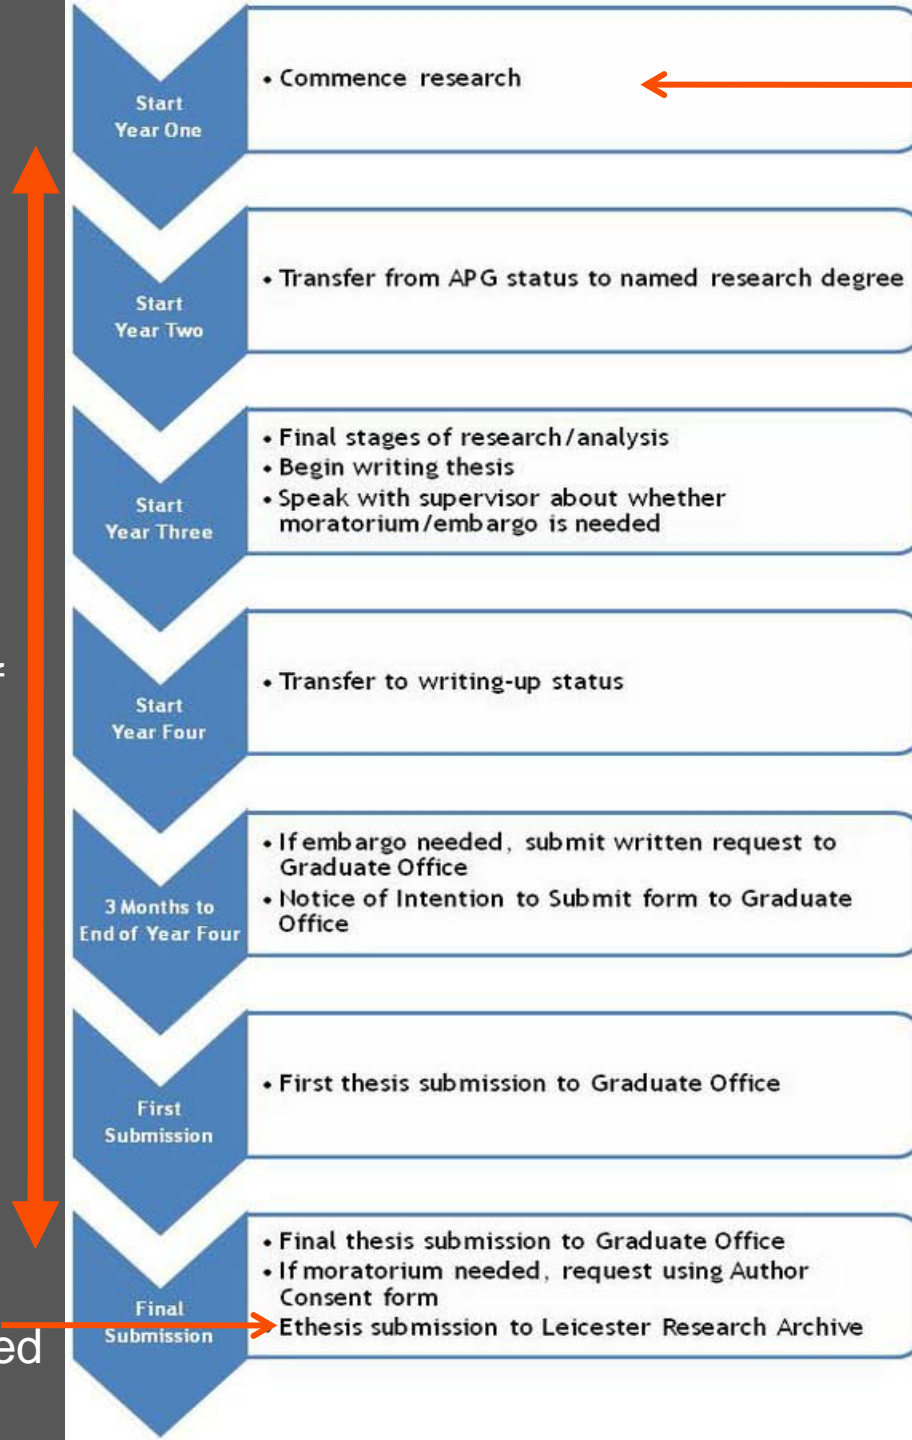 Start
Year One
• Commence research
Start
Year Two
• Transfer from APG status to named research degree
Start
Year Three
• Final stages of research/analysis
• Begin writing thesis
• Speak with supervisor about whether
moratorium/embargo is needed
Start
Year Four
• Transfer to writing-up status
3 Months to
End of Year Four
• If embargo needed, submit written request to
Graduate Office
• Notice of Intention to Submit form to Graduate
Office
First
Submission
• First thesis submission to Graduate Office
Final
Submission
• Final thesis submission to Graduate Office
• If moratorium needed, request using Author
Consent form
Ethesis submission to Leicester Research Archive